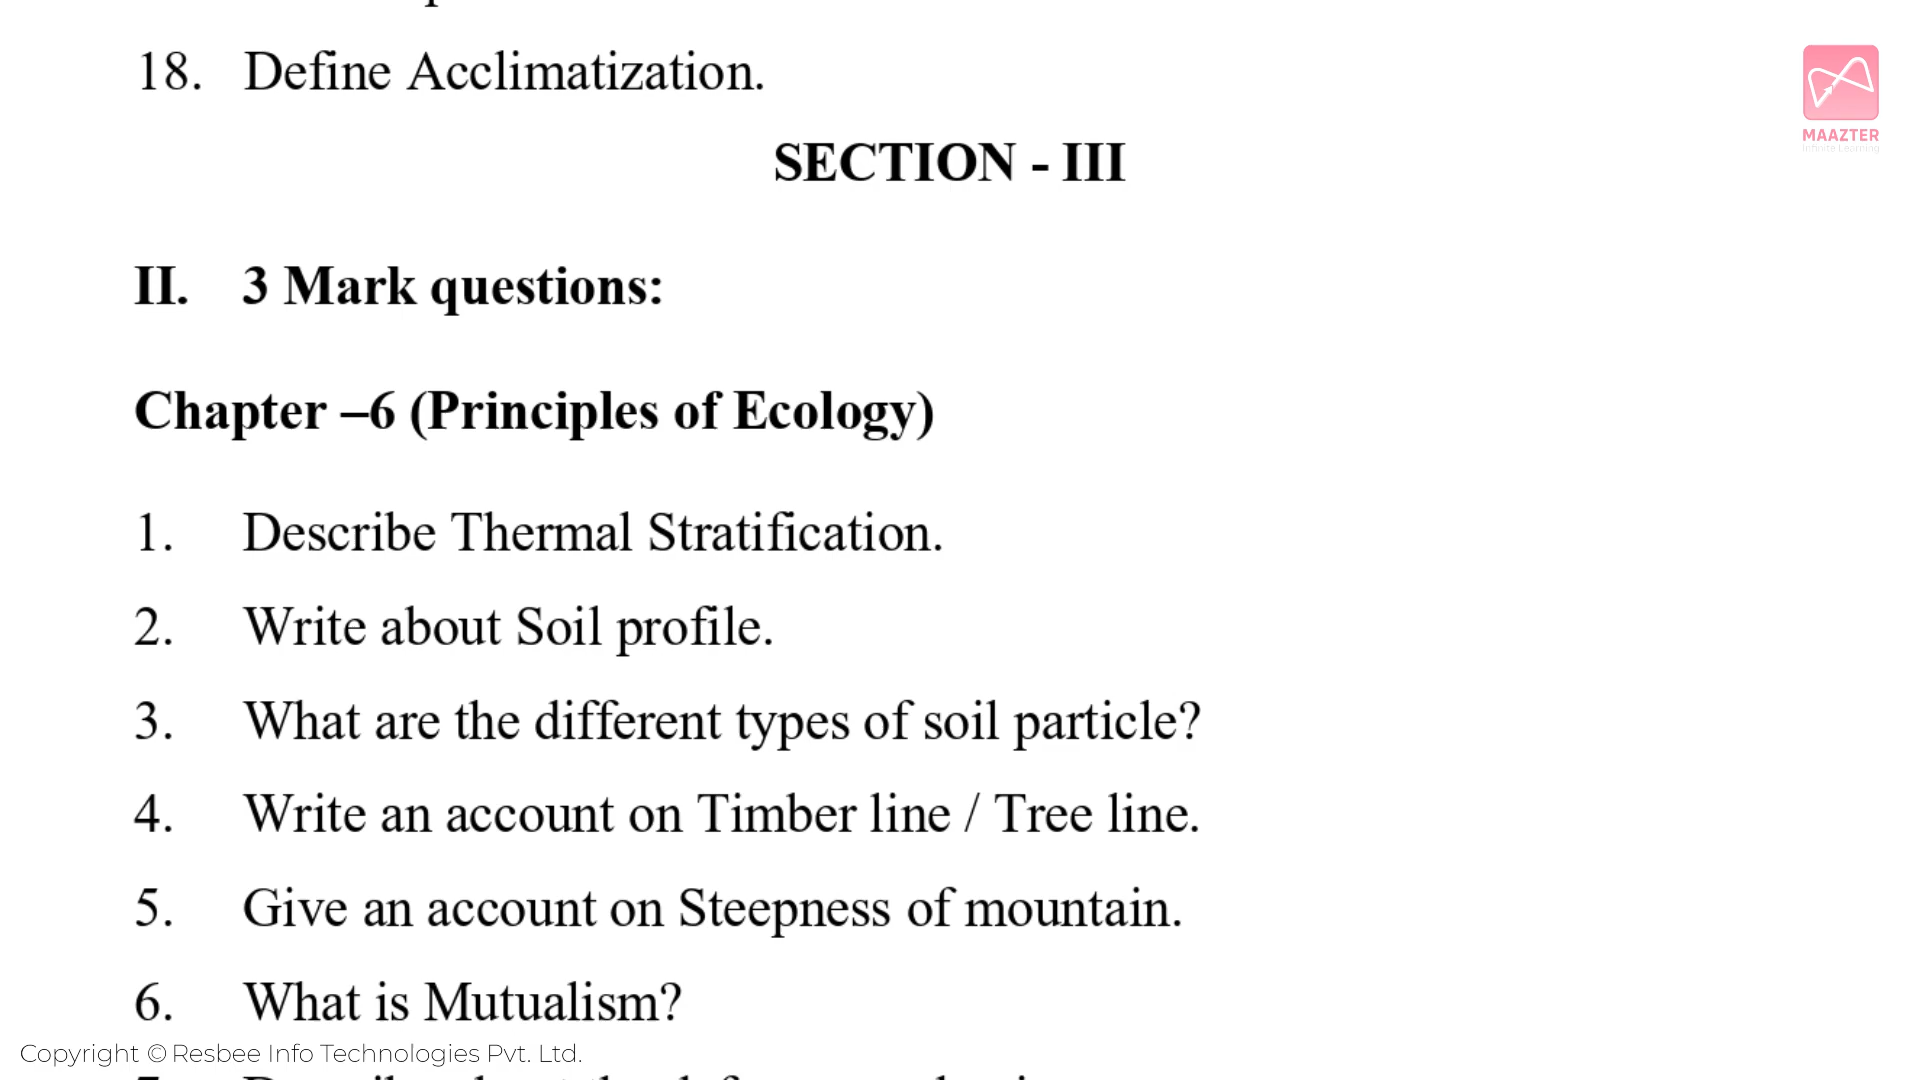 18. Define Acclimatization.
MAAZTER
Infinite Learning
SECTION - III
II. 3 Mark questions:
Chapter –6 (Principles of Ecology)
1. Describe Thermal Stratification.
2. Write about Soil profile.
3. What are the different types of soil particle?
4. Write an account on Timber line / Tree line.
5. Give an account on Steepness of mountain.
6. What is Mutualism?
Copyright © Resbee Info Technologies Pvt. Ltd.